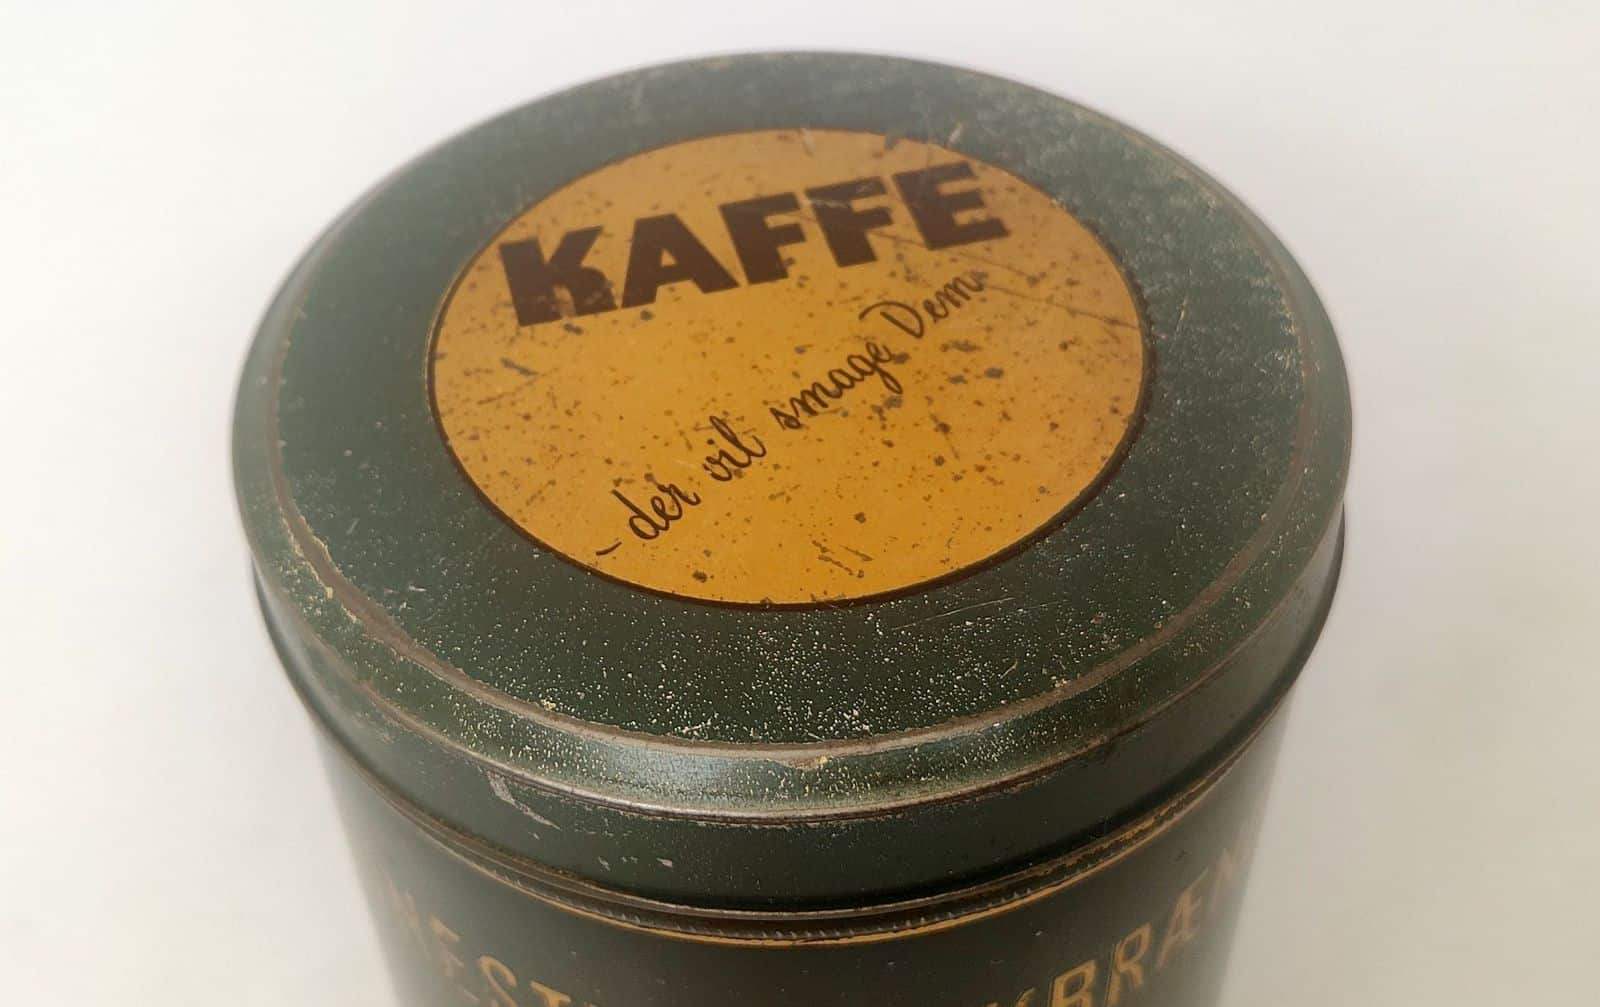 KAFFE
- der vil smage Dem